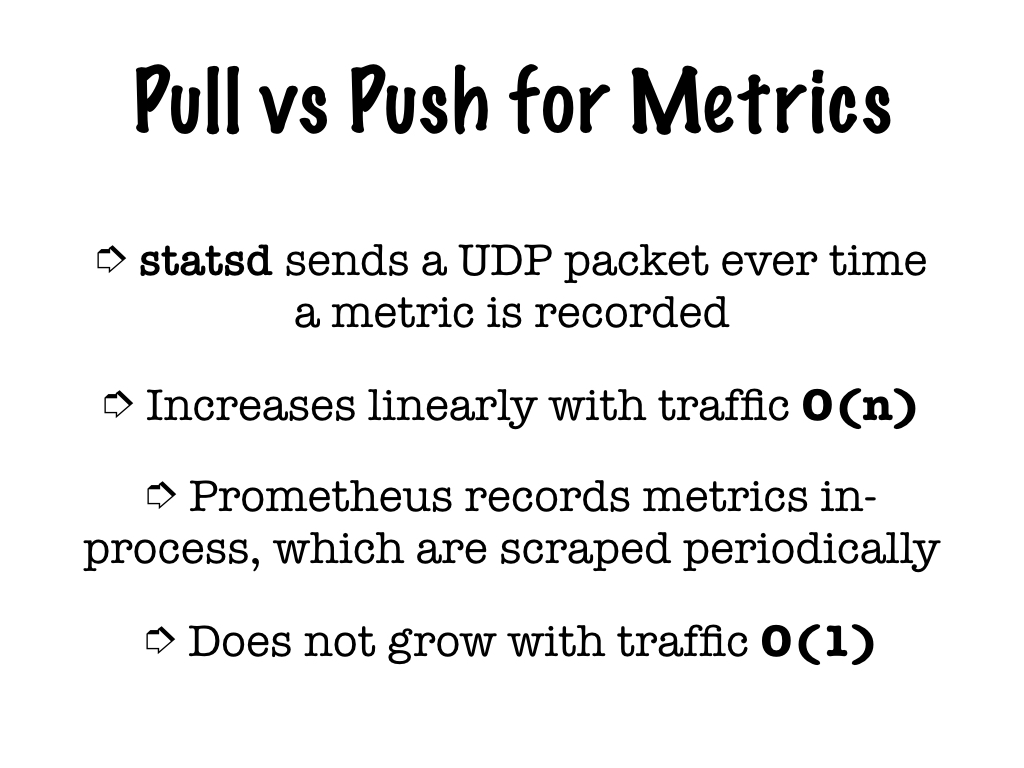 Pull vs Push for Metrics
➩ statsd sends a UDP packet ever time
a metric is recorded
➩ Increases linearly with traffic O(n)
➩ Prometheus records metrics in-
process, which are scraped periodically
➩ Does not grow with traffic O(1)